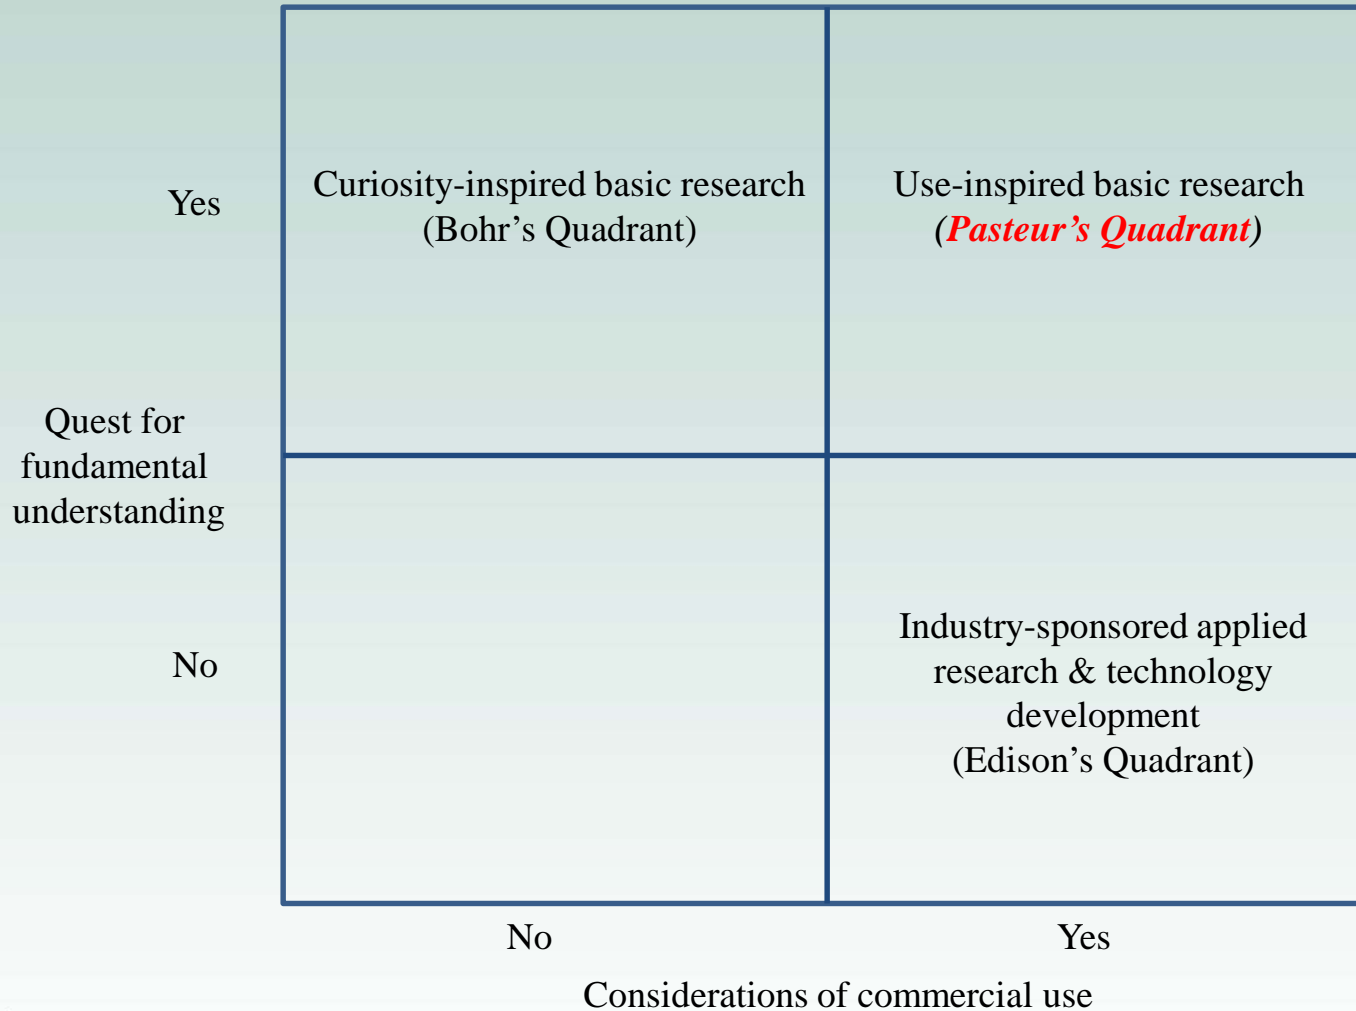 Yes
Curiosity-inspired basic research
(Bohr’s Quadrant)
Use-inspired basic research
(Pasteur’s Quadrant)
Quest for
fundamental
understanding
No
Industry-sponsored applied
research & technology
development
(Edison’s Quadrant)
No
Yes
Considerations of commercial use